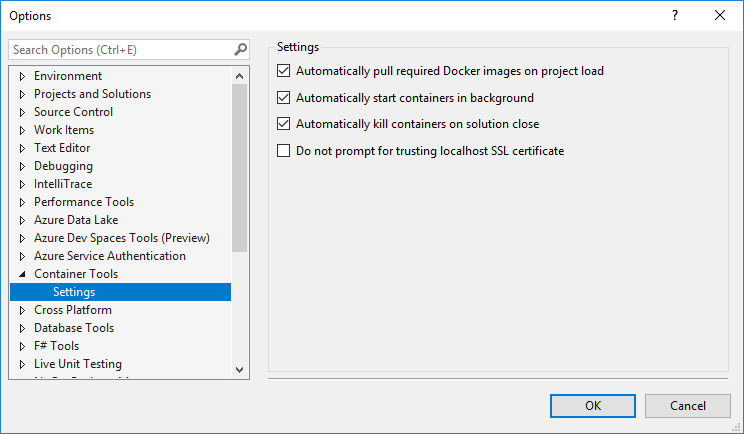 Options
?
Search Options (Ctrl+E)
Environment
Projects and Solutions
Source Control
Work Items
Text Editor
Debugging
IntelliTrace
Performance Tools
Azure Data Lake
Azure Dev Spaces Tools (Preview)
Azure Service Authentication
Container Tools
Settings
Cross Platform
Database Tools
F# Tools
Live Unit Testing
Settings
Automatically pull required Docker images on project load
Automatically start containers in background
Automatically kill containers on solution close
Do not prompt for trusting localhost SSL certificate
OK
Cancel